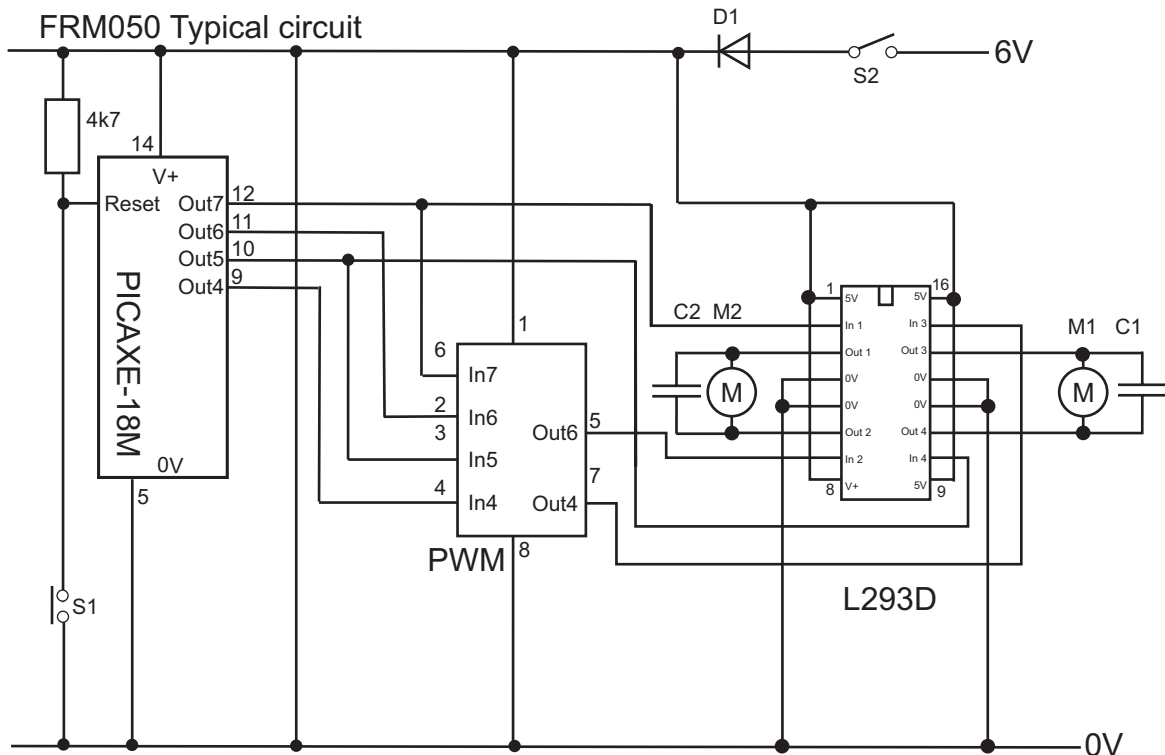 FRM050 Typical circuit
D1
S2
6V
4k7
14
V+
Reset
Out7
12
Out6
11
Out5
10
Out4
9
PICAXE-18M
0V
5
S1
1
6
In7
2
In6
3
In5
4
In4
Out6
5
Out4
7
8
PWM
C2 M2
M
1
5V
In 1
Out 1
0V
0V
Out 2
In 2
V+
8
16
5V
In 3
Out 3
0V
0V
Out 4
In 4
5V
9
L293D
M1 C1
M
0V